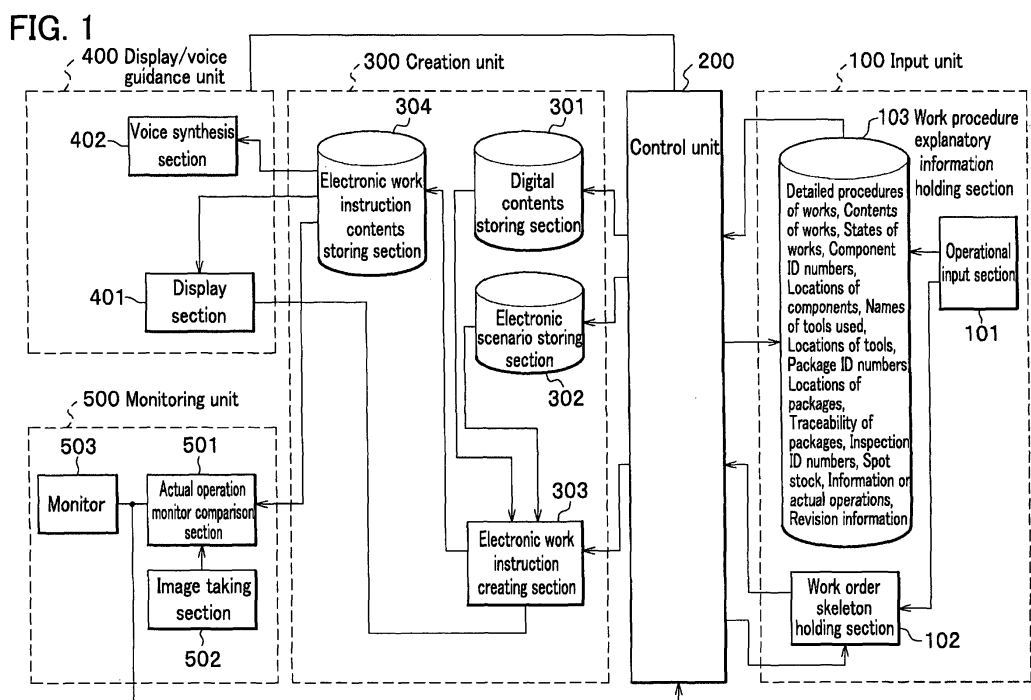 FIG. 1
400 Display/voice
guidance unit
300 Creation unit
200
100 Input unit
304
301
103 Work procedure
explanatory
information
holding section
Voice synthesis
section
402
Control unit
Electronic work
instruction
contents
storing section
Digital
contents
storing section
Detailed procedures
of works, Contents
of works, States of
works, Component
ID numbers,
Locations of
components, Names
of tools used,
Locations of tools,
Package ID numbers,
Locations of
packages,
Traceability of
packages, Inspection
ID numbers, Spot
stock, Information or
actual operations,
Revision information
Operational
input section
101
401
Display
section
Electronic
scenario storing
section
302
500 Monitoring unit
503
501
Monitor
Actual operation
monitor comparison
section
303
Electronic work
instruction
creating section
Image taking
section
502
Work order
skeleton
holding section
102